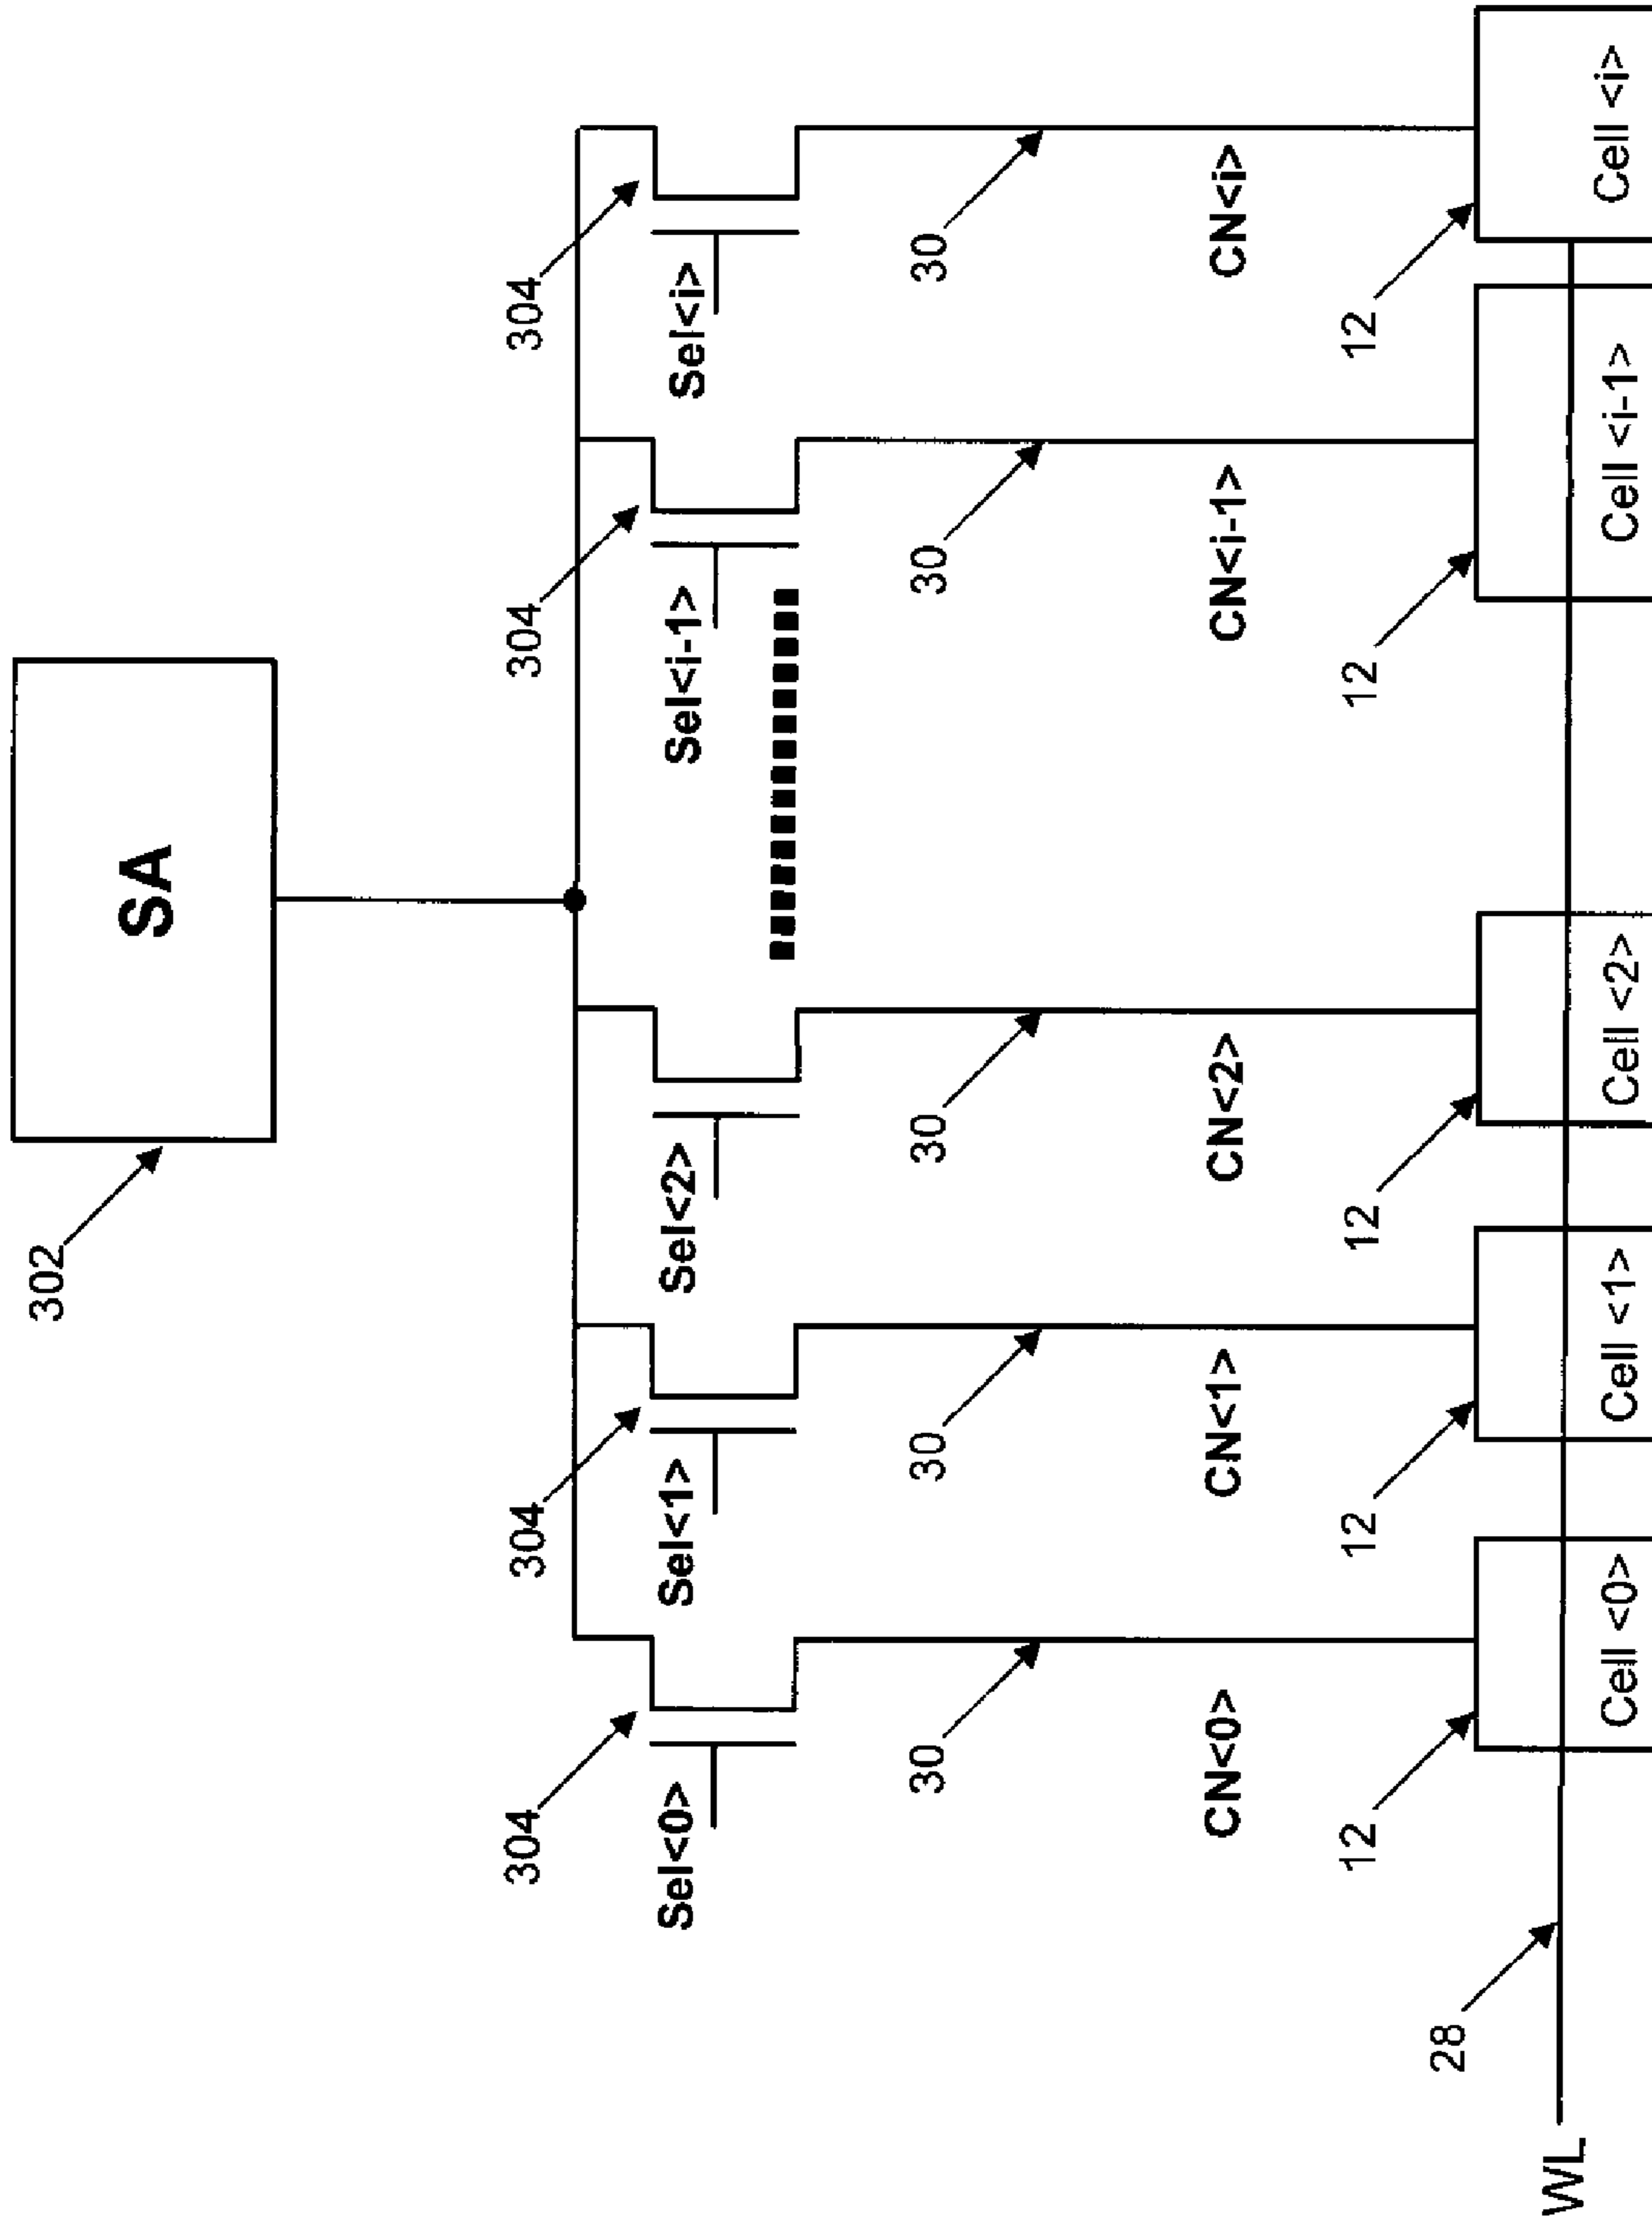 302
SA
304
304
304
304
Sel<0>
Sel<1>
Sel<2>
Sel<i-1>
Sel<i>
30
30
30
30
30
CN<0>
CN<1>
CN<2>
CN<i-1>
CN<i>
12
12
12
12
12
28
WL
Cell <0>
Cell <1>
Cell <2>
Cell <i-1>
Cell <i>